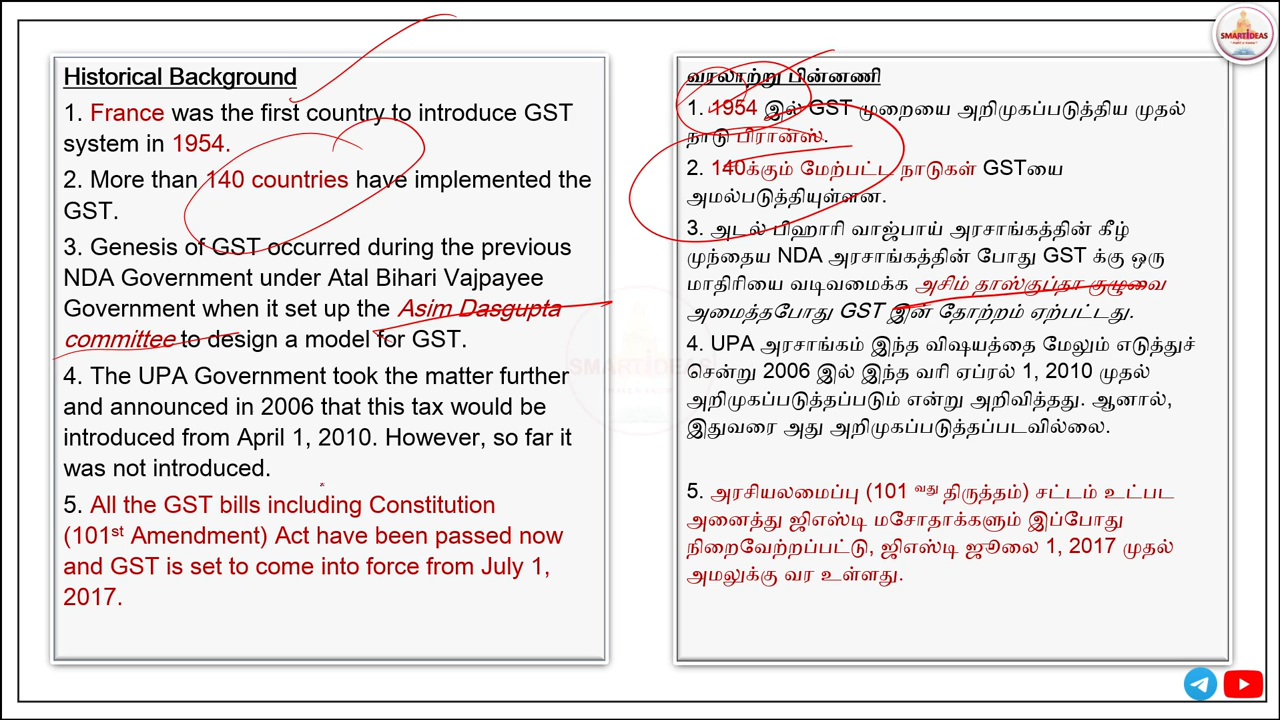 Historical Background
1. France was the first country to introduce GST
system in 1954.
2. More than 140 countries have implemented the
GST.
3. Genesis of GST occurred during the previous
NDA Government under Atal Bihari Vajpayee
Government when it set up the Asim Dasgupta
committee to design a model for GST.
4. The UPA Government took the matter further
and announced in 2006 that this tax would be
introduced from April 1, 2010. However, so far it
was not introduced.
5. All the GST bills including Constitution
(101st Amendment) Act have been passed now
and GST is set to come into force from July 1,
2017.
வரலாற்று பின்னணி
1. 1954 இல் GST முறையை அறிமுகப்படுத்திய முதல்
நாடு பிரான்ஸ்.
2. 140க்கும் மேற்பட்ட நாடுகள் GSTயை
அமல்படுத்தியுள்ளன.
3. அடல் பிஹாரி வாஜ்பாய் அரசாங்கத்தின் கீழ்
முந்தைய NDA அரசாங்கத்தின் போது GST க்கு ஒரு
மாதிரியை வடிவமைக்க அசிம் தாஸ்குப்தா குழுவை
அமைத்தபோது GST இன் தோற்றம் ஏற்பட்டது.
4. UPA அரசாங்கம் இந்த விஷயத்தை மேலும் எடுத்துச்
சென்று 2006 இல் இந்த வரி ஏப்ரல் 1, 2010 முதல்
அறிமுகப்படுத்தப்படும் என்று அறிவித்தது. ஆனால்,
இதுவரை அது அறிமுகப்படுத்தப்படவில்லை.
5. அரசியலமைப்பு (101 வது திருத்தம்) சட்டம் உட்பட
அனைத்து ஜிஎஸ்டி மசோதாக்களும் இப்போது
நிறைவேற்றப்பட்டு, ஜிஎஸ்டி ஜூலை 1, 2017 முதல்
அமலுக்கு வர உள்ளது.
SMARTIDEAS
SMARTIDEAS